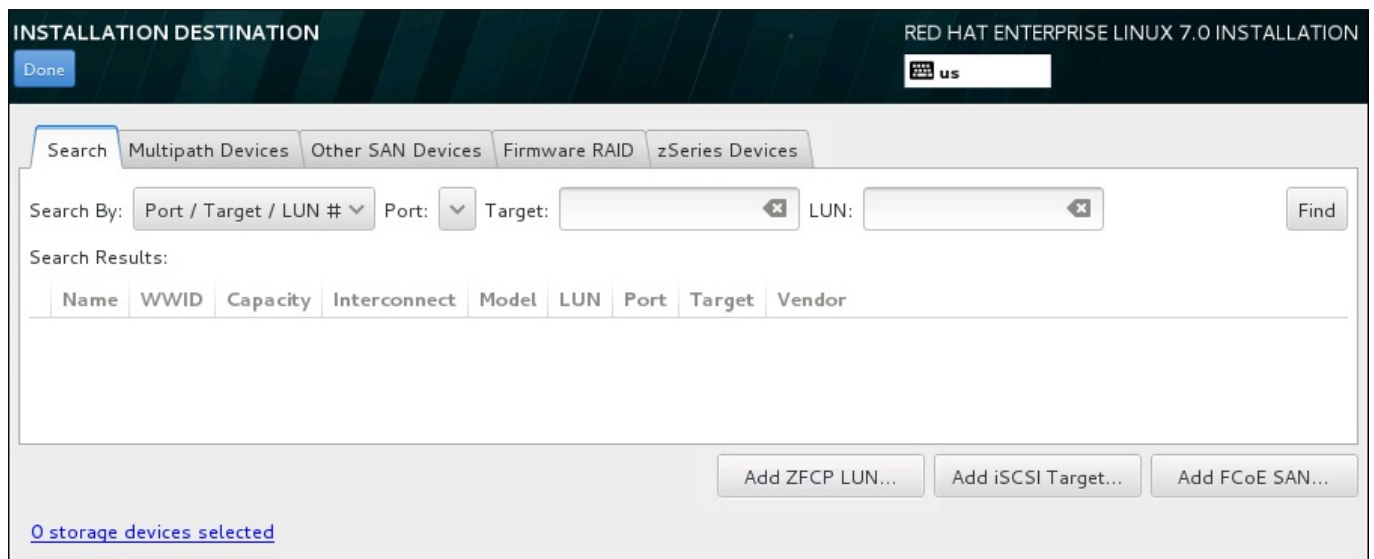 INSTALLATION DESTINATION
RED HAT ENTERPRISE LINUX 7.0 INSTALLATION
Done
us
Search Multipath Devices Other SAN Devices Firmware RAID zSeries Devices
Search By: Port / Target / LUN # Port: Target: LUN: Find
Search Results:
Name WWID Capacity Interconnect Model LUN Port Target Vendor
Add ZFCP LUN... Add iSCSI Target... Add FCoE SAN...
0 storage devices selected